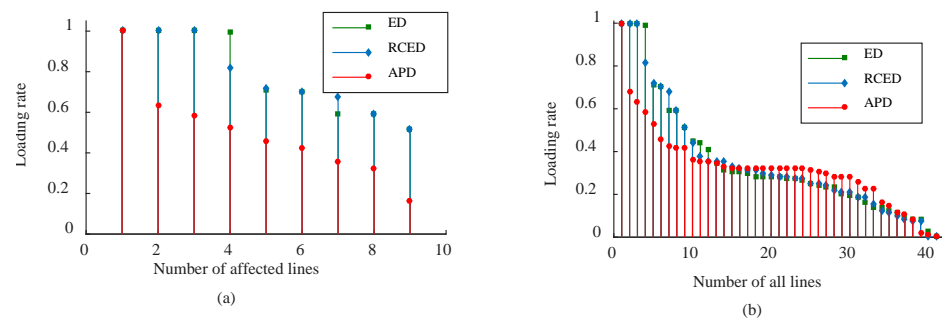 ED
RCED
APD
Loading rate
1
0.8
0.6
0.4
0.2
0
0 2 4 6 8 10
Number of affected lines
(a)
ED
RCED
APD
Loading rate
1
0.8
0.6
0.4
0.2
0
0 10 20 30 40
Number of all lines
(b)